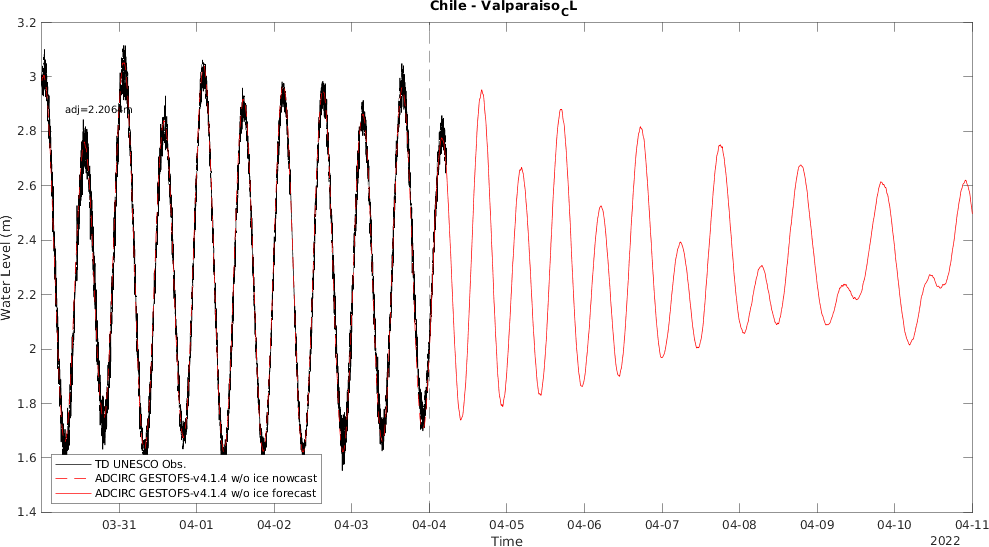 Chile - Valparaiso_CL
3.2
3
2.8
2.6
2.4
2.2
2
1.8
1.6
1.4
Water Level (m)
adj=2.2064m
TD UNESCO Obs.
ADCIRC GESTOFS-v4.1.4 w/o ice nowcast
ADCIRC GESTOFS-v4.1.4 w/o ice forecast
03-31 04-01 04-02 04-03 04-04 04-05 04-06 04-07 04-08 04-09 04-10 04-11
Time
2022